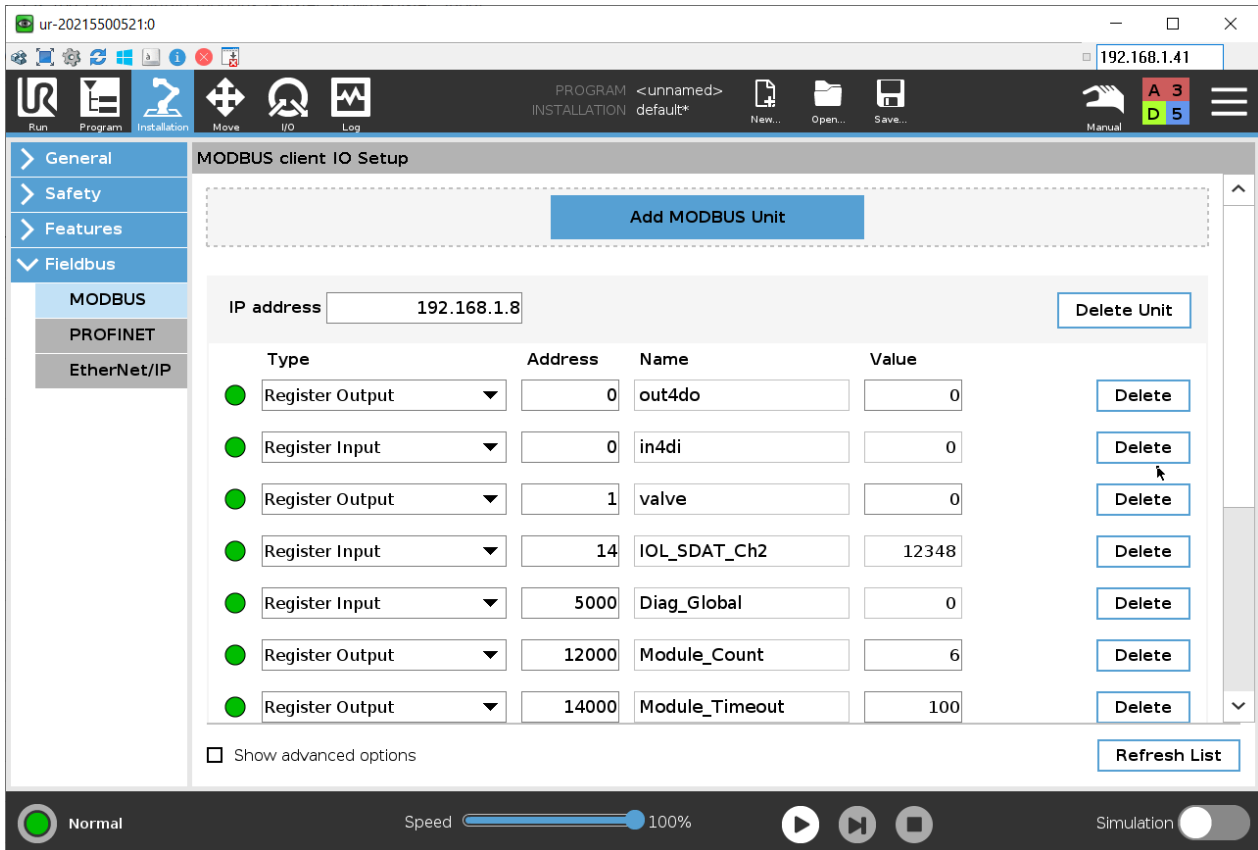 ur-20215500521:0
192.168.1.41
UR
Run
Program
Installation
Move
I/O
Log
PROGRAM <unnamed>
INSTALLATION default*
New...
Open...
Save...
Manual
A 3
D 5
General
Safety
Features
Fieldbus
MODBUS
PROFINET
EtherNet/IP
MODBUS client IO Setup
Add MODBUS Unit
IP address 192.168.1.8 Delete Unit
Type Address Name Value
Register Output 0 out4do 0 Delete
Register Input 0 in4di 0 Delete
Register Output 1 valve 0 Delete
Register Input 14 IOL_SDAT_Ch2 12348 Delete
Register Input 5000 Diag_Global 0 Delete
Register Output 12000 Module_Count 6 Delete
Register Output 14000 Module_Timeout 100 Delete
Show advanced options Refresh List
Normal Speed 100% Simulation